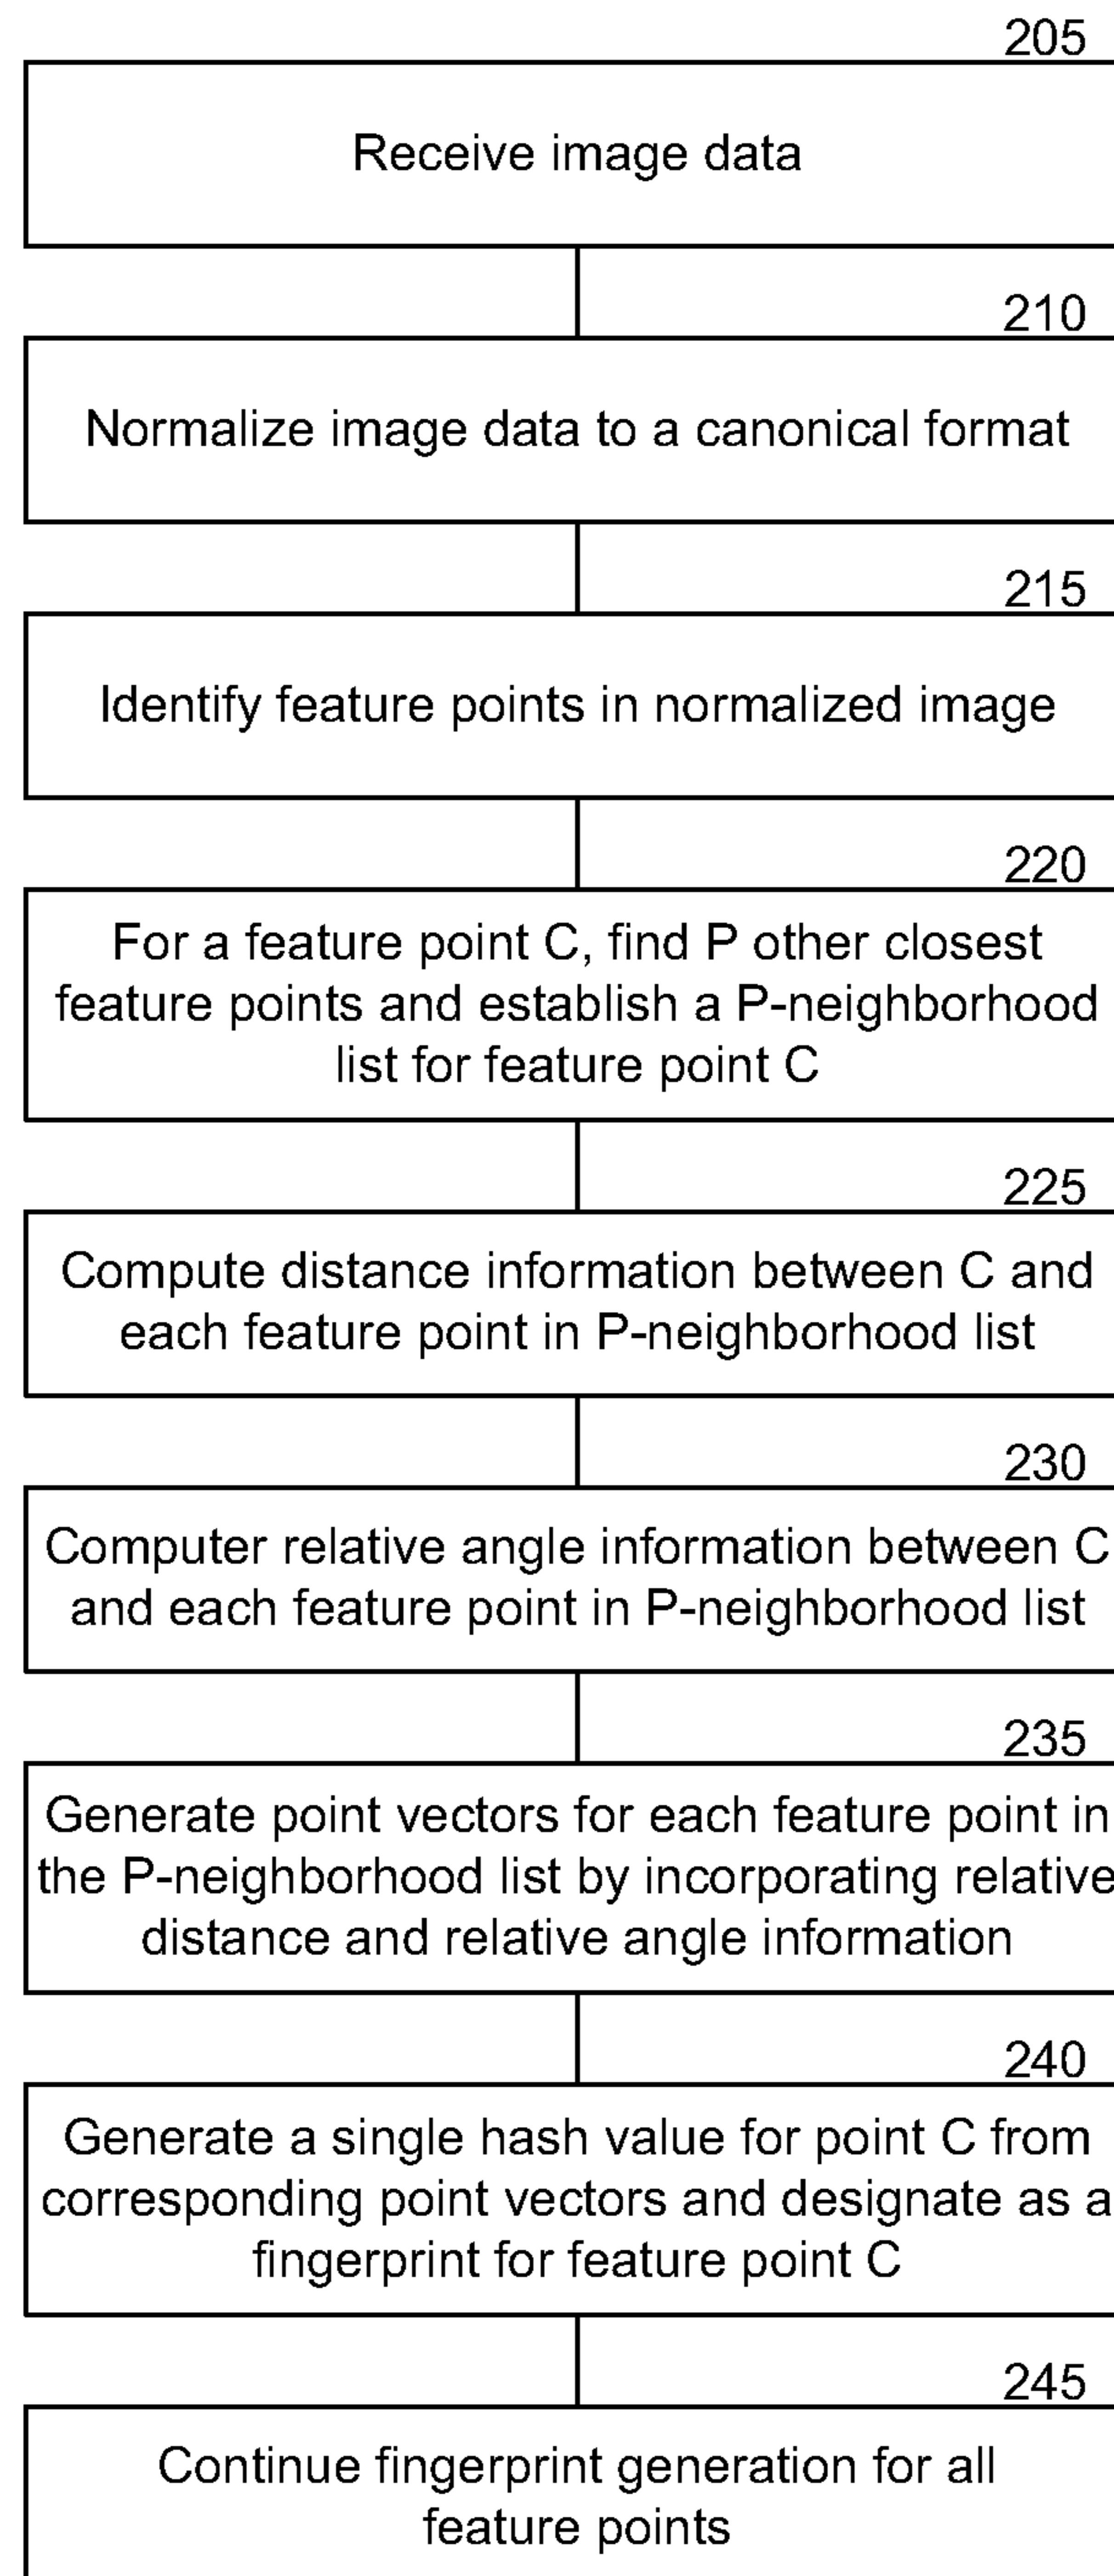 205
Receive image data
210
Normalize image data to a canonical format
215
Identify feature points in normalized image
220
For a feature point C, find P other closest
feature points and establish a P-neighborhood
list for feature point C
225
Compute distance information between C and
each feature point in P-neighborhood list
230
Computer relative angle information between C
and each feature point in P-neighborhood list
235
Generate point vectors for each feature point in
the P-neighborhood list by incorporating relative
distance and relative angle information
240
Generate a single hash value for point C from
corresponding point vectors and designate as a
fingerprint for feature point C
245
Continue fingerprint generation for all
feature points